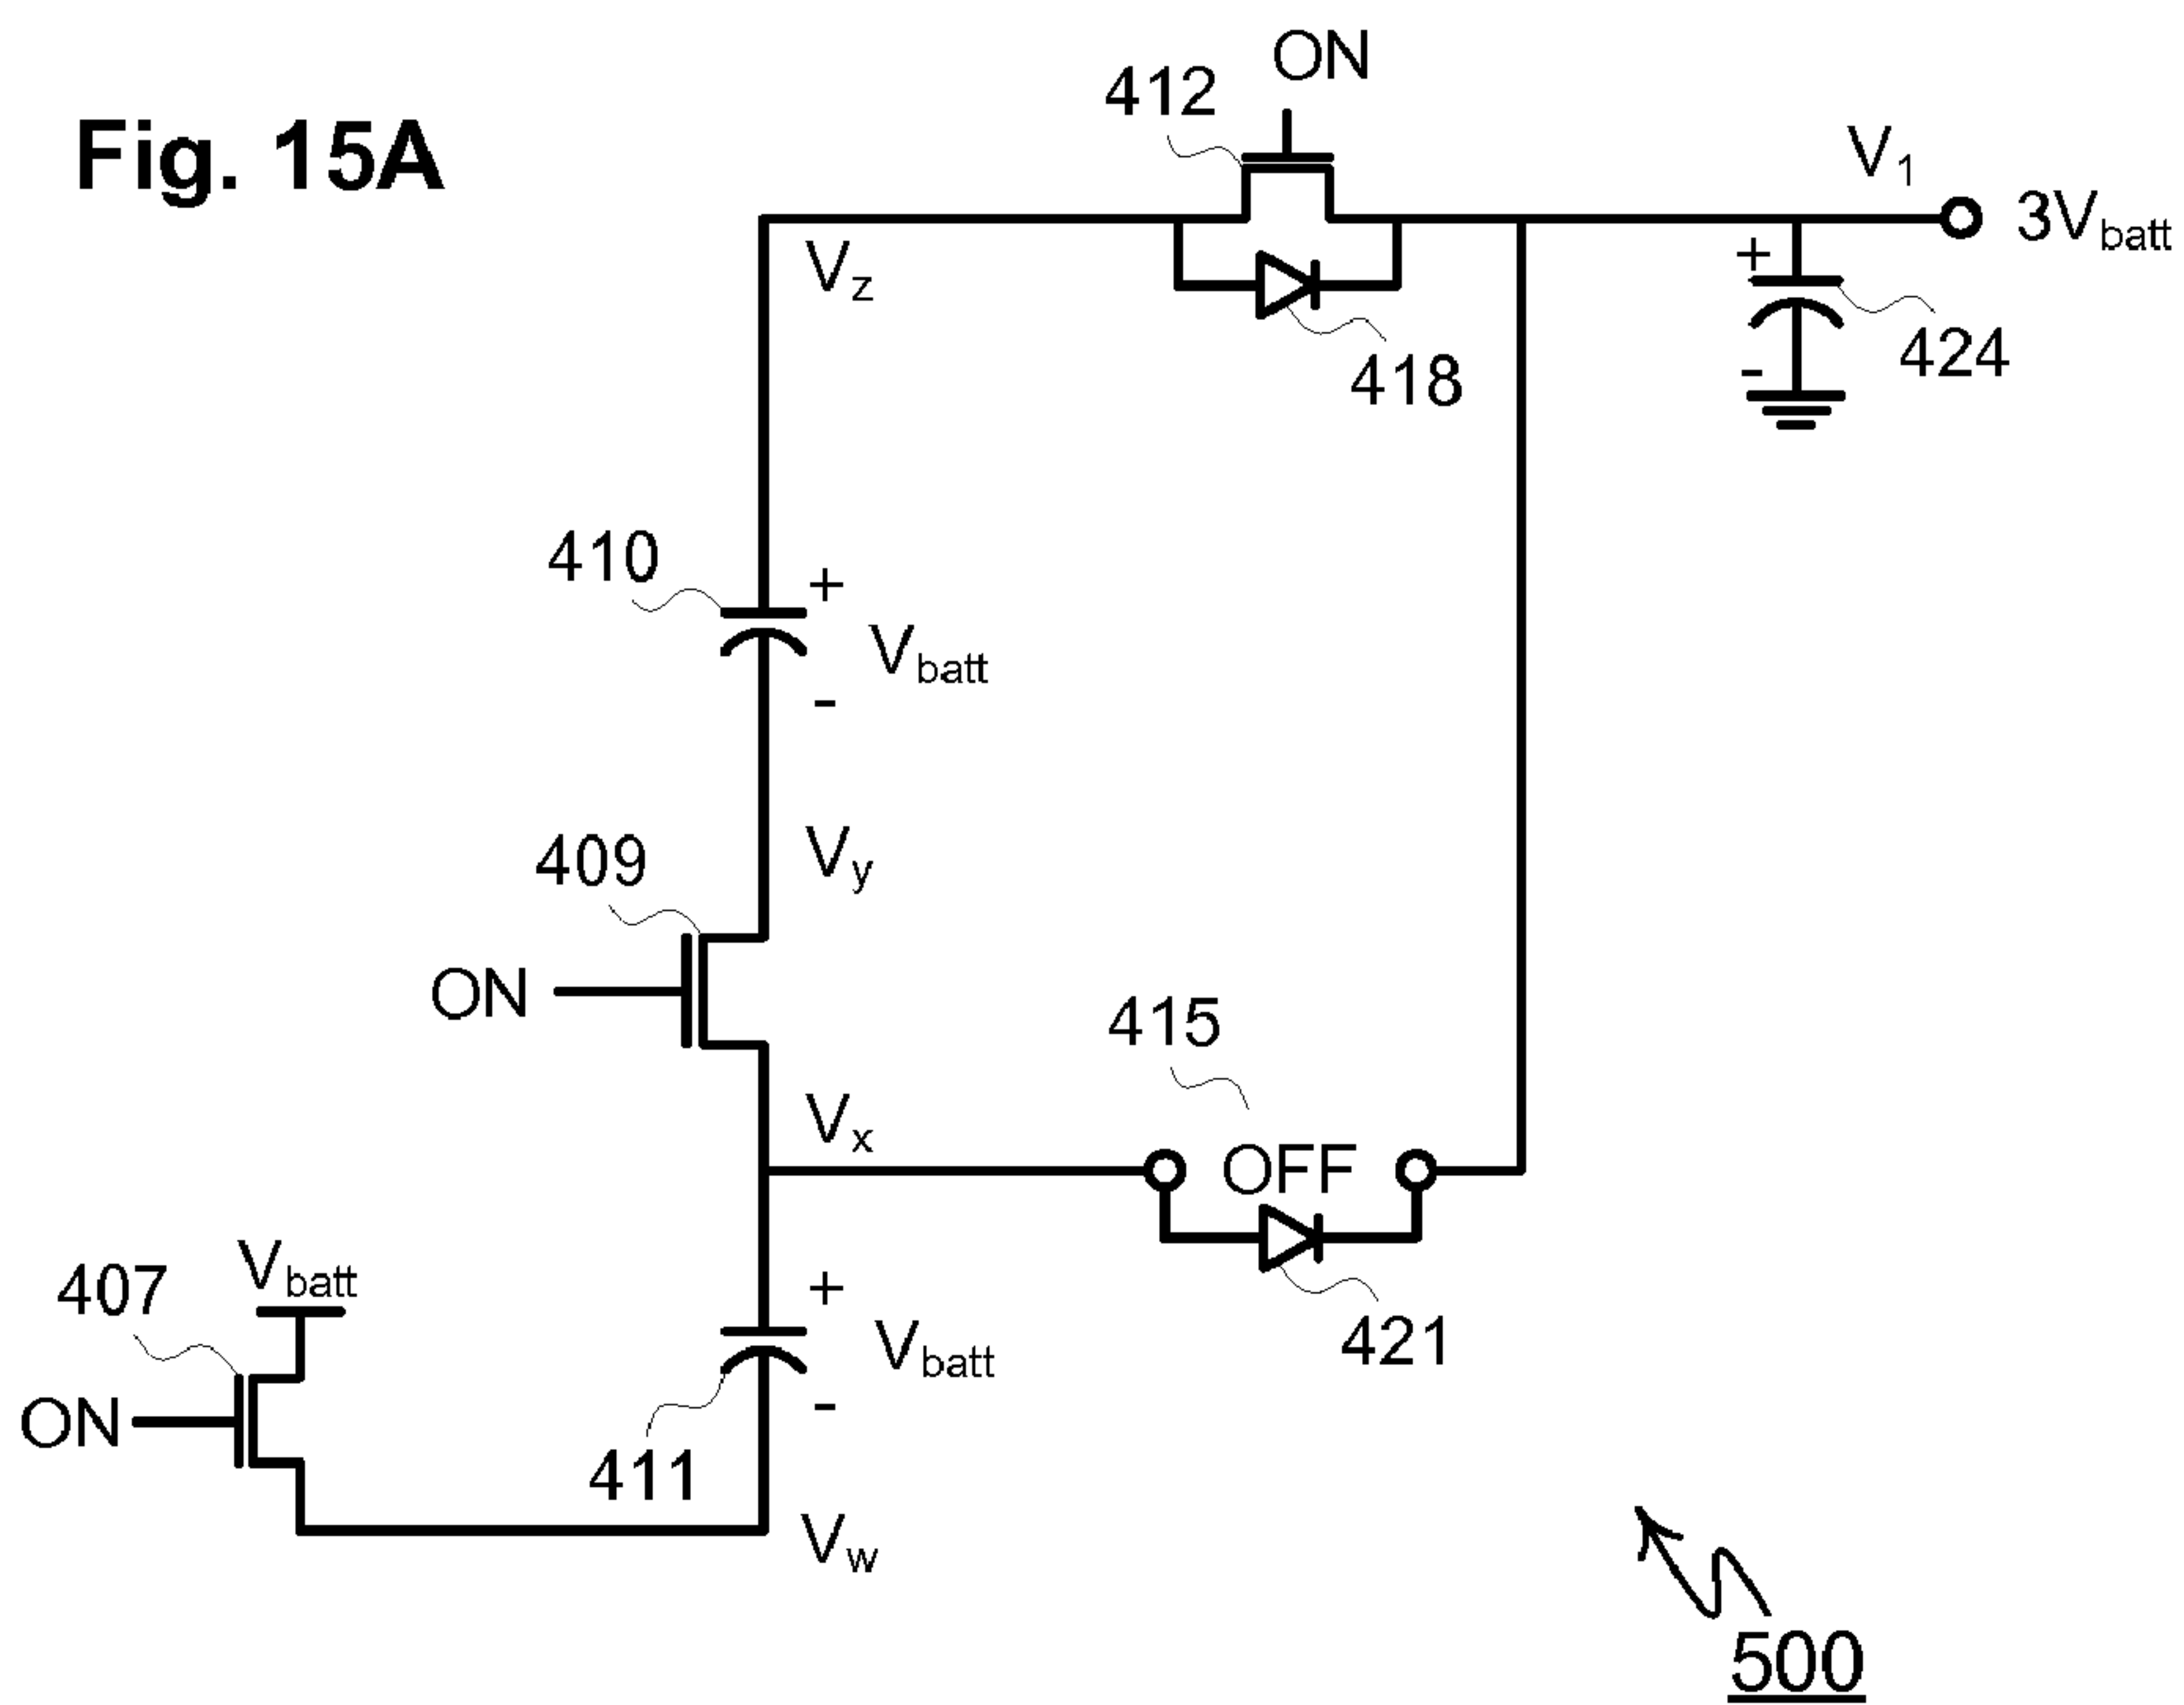 Fig. 15A
ON
412
V1
3Vbatt
+
-
424
Vz
418
410
+
Vbatt
-
409
Vy
ON
415
Vx
OFF
421
407
Vbatt
ON
+
Vbatt
-
411
Vw
500